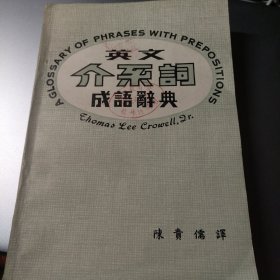 A GLOSSARY OF PHRASES WITH PREPOSITIONS
英文
介系詞
成語辭典
Thomas Lee Crowell, Jr.
陳貴儒譯